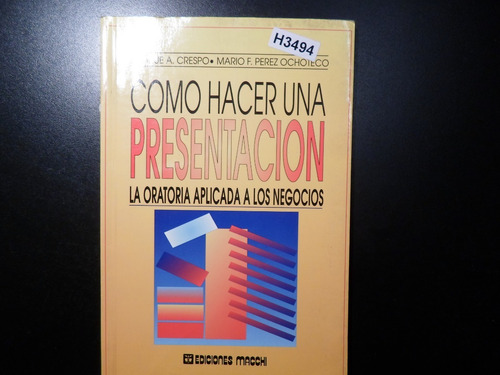 H3494
A. CRESPO • MARIO F. PEREZ OCHOTECO
COMO HACER UNA
PRESENTACION
LA ORATORIA APLICADA A LOS NEGOCIOS
EDICIONES MACCHI